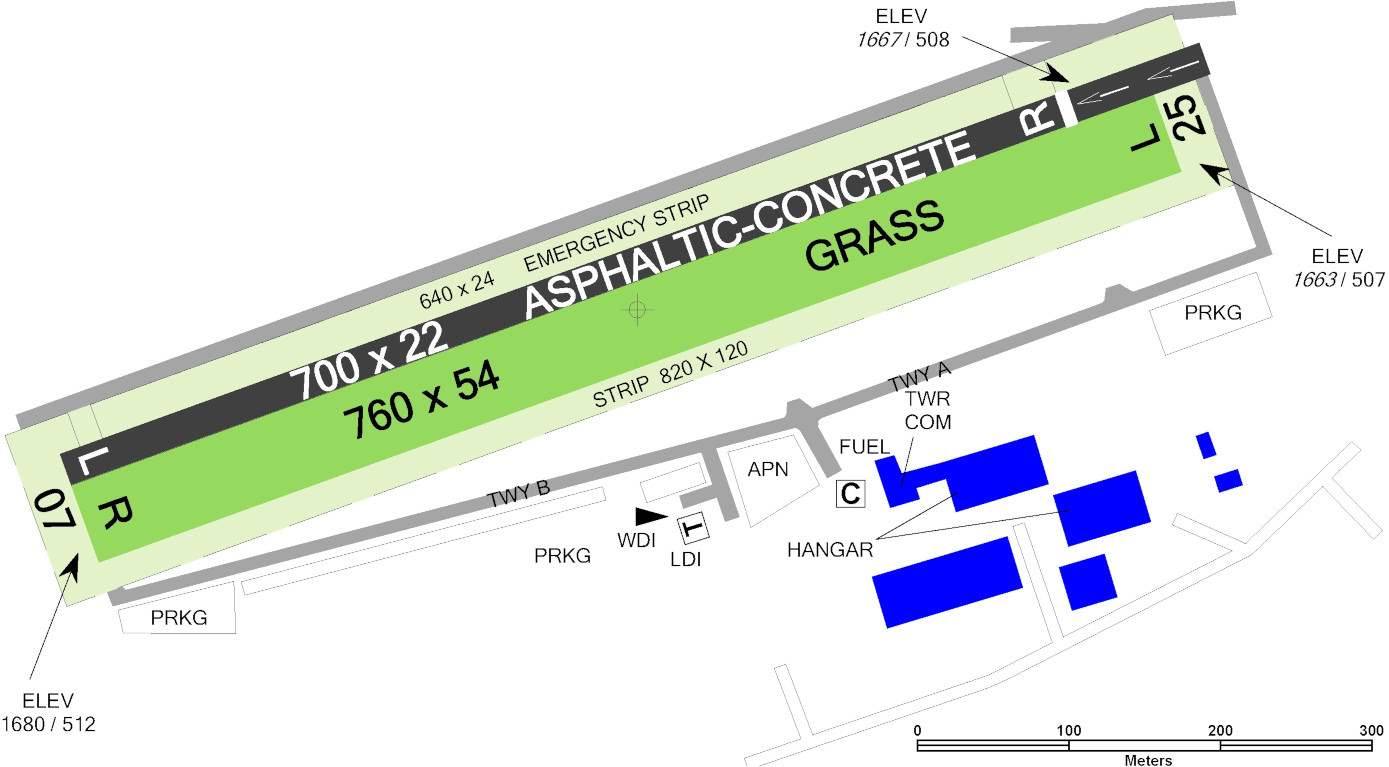 ELEV
1667 / 508
R
L
25
EMERGENCY STRIP
640 x 24
ASPHALTIC-CONCRETE
GRASS
ELEV
1663 / 507
PRKG
700 x 22
760 x 54
STRIP 820 X 120
TWY A
TWR
COM
L
FUEL
APN
C
07
R
TWY B
WDI
T
LDI
PRKG
HANGAR
PRKG
ELEV
1680 / 512
0 100 200 300
Meters